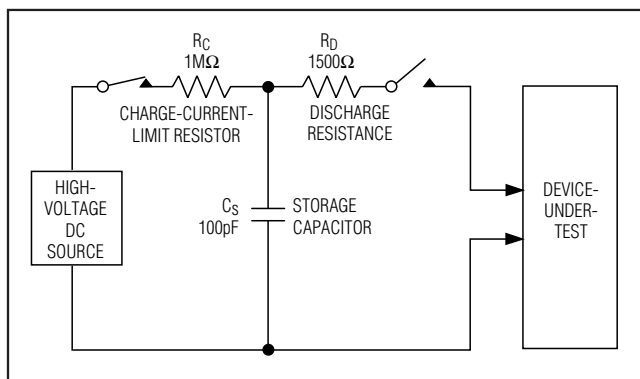 R_C
1MΩ
CHARGE-CURRENT-
LIMIT RESISTOR
R_D
1500Ω
DISCHARGE
RESISTANCE
HIGH-
VOLTAGE
DC
SOURCE
C_S
100pF
STORAGE
CAPACITOR
DEVICE-
UNDER-
TEST